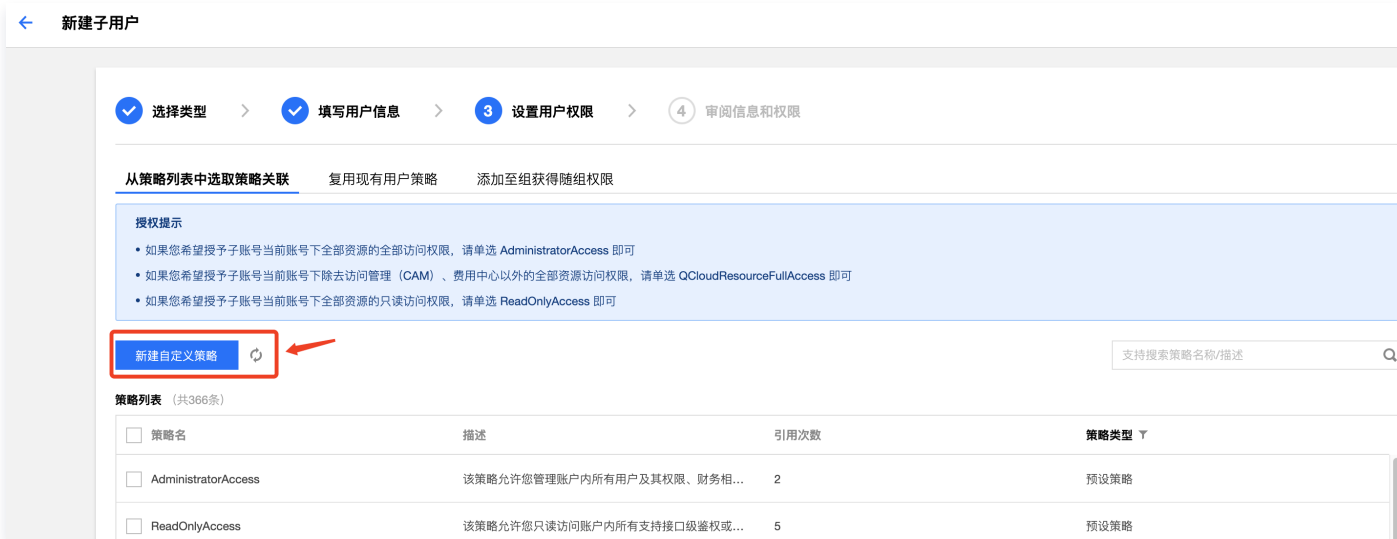 新建子用户
选择类型 填写用户信息 3 设置用户权限 4 审阅信息和权限
从策略列表中选取策略关联 复用现有用户策略 添加至组获得随组权限
授权提示
• 如果您希望授予子账号当前账号下全部资源的全部访问权限，请单选 AdministratorAccess 即可
• 如果您希望授予子账号当前账号下除去访问管理（CAM）、费用中心以外的全部资源访问权限，请单选 QCloudResourceFullAccess 即可
• 如果您希望授予子账号当前账号下全部资源的只读访问权限，请单选 ReadOnlyAccess 即可
新建自定义策略 支持搜索策略名称/描述
策略列表 （共366条）
策略名 描述 引用次数 策略类型
AdministratorAccess 该策略允许您管理账户内所有用户及其权限、财务相... 2 预设策略
ReadOnlyAccess 该策略允许您只读访问账户内所有支持接口级鉴权或... 5 预设策略